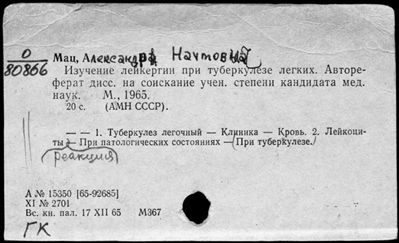 О
80866
Мац, Александра Наутовна
Изучение лейкергии при туберкулезе легких. Авторе-
ферат дисс. на соискание учен. степени кандидата мед.
наук. М., 1965.
20 с. (АМН СССР).
— — 1. Туберкулез легочный — Клиника — Кровь. 2. Лейкоци-
ты — При патологических состояниях — (При туберкулезе.)
реакция
А № 15350 [65-92685]
XI № 2701
Вс. кн. пал. 17 XII 65 М367
ГК